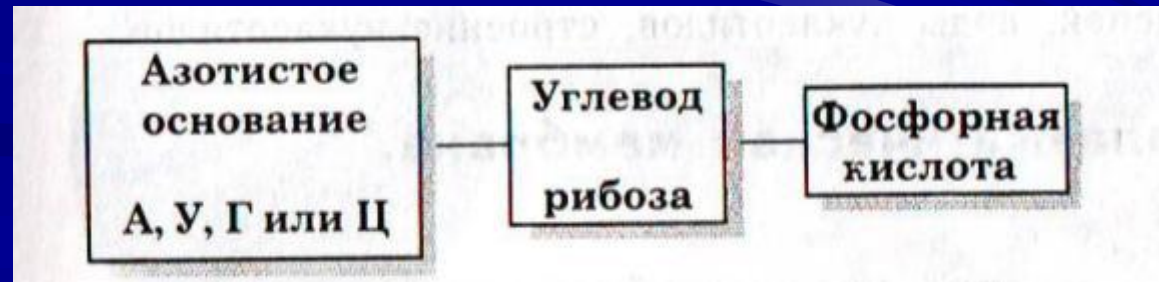 Азотистое
основание
А, У, Г или Ц
Углевод
рибоза
Фосфорная
кислота